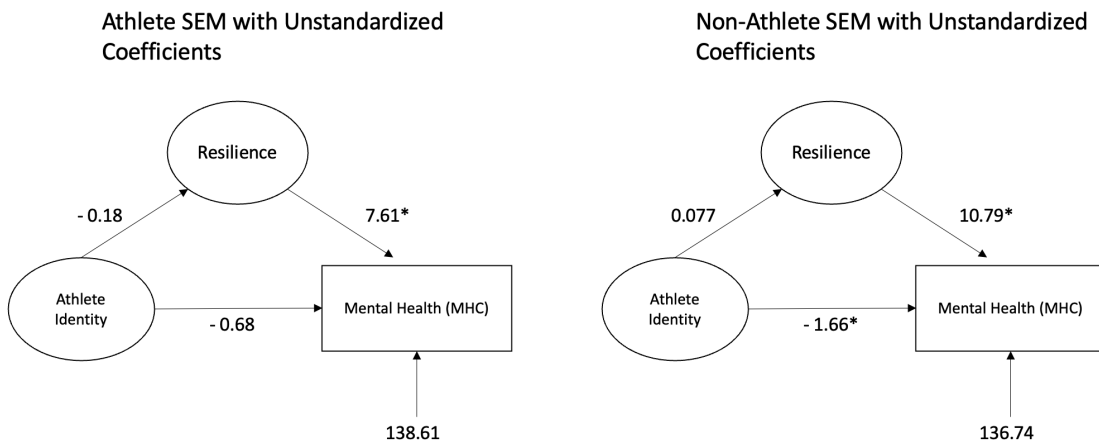 Athlete SEM with Unstandardized
Coefficients
Resilience
- 0.18
7.61*
Athlete
Identity
Mental Health (MHC)
- 0.68
138.61
Non-Athlete SEM with Unstandardized
Coefficients
Resilience
0.077
10.79*
Athlete
Identity
Mental Health (MHC)
- 1.66*
136.74